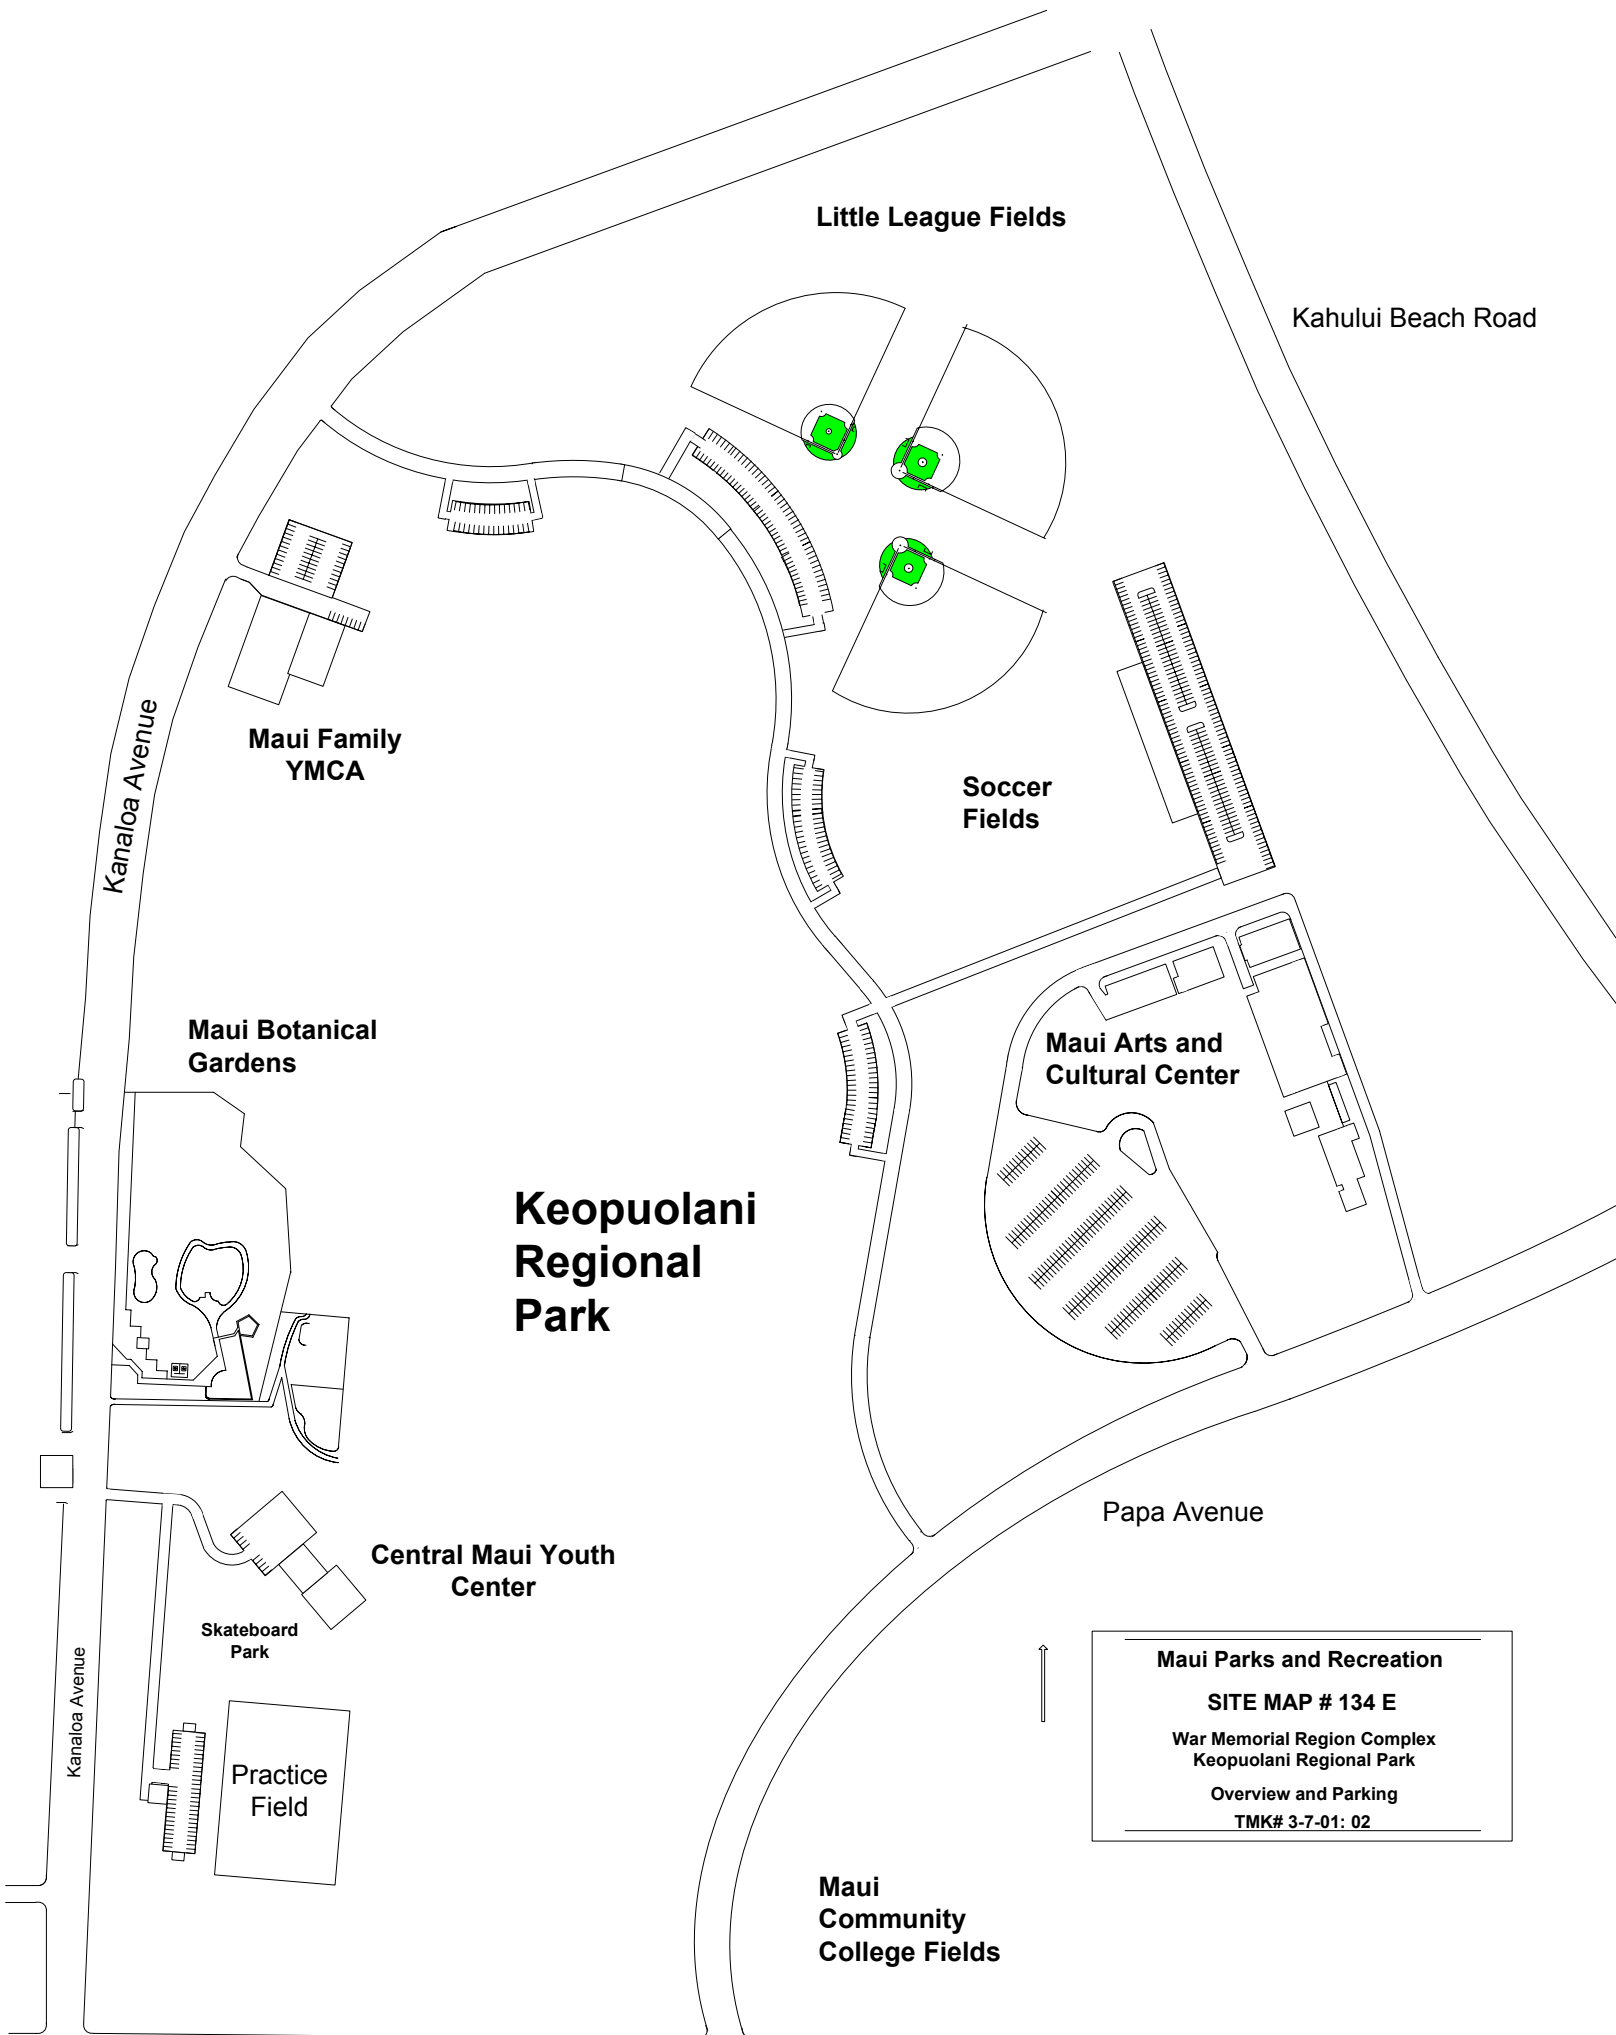 Little League Fields
Kahului Beach Road
Maui Family
YMCA
Kanaloa Avenue
Soccer
Fields
Maui Botanical
Gardens
Maui Arts and
Cultural Center
Keopuolani
Regional
Park
Papa Avenue
Central Maui Youth
Center
Skateboard
Park
Kanaloa Avenue
Practice
Field
Maui Parks and Recreation
SITE MAP # 134 E
War Memorial Region Complex
Keopuolani Regional Park
Overview and Parking
TMK# 3-7-01: 02
Maui
Community
College Fields